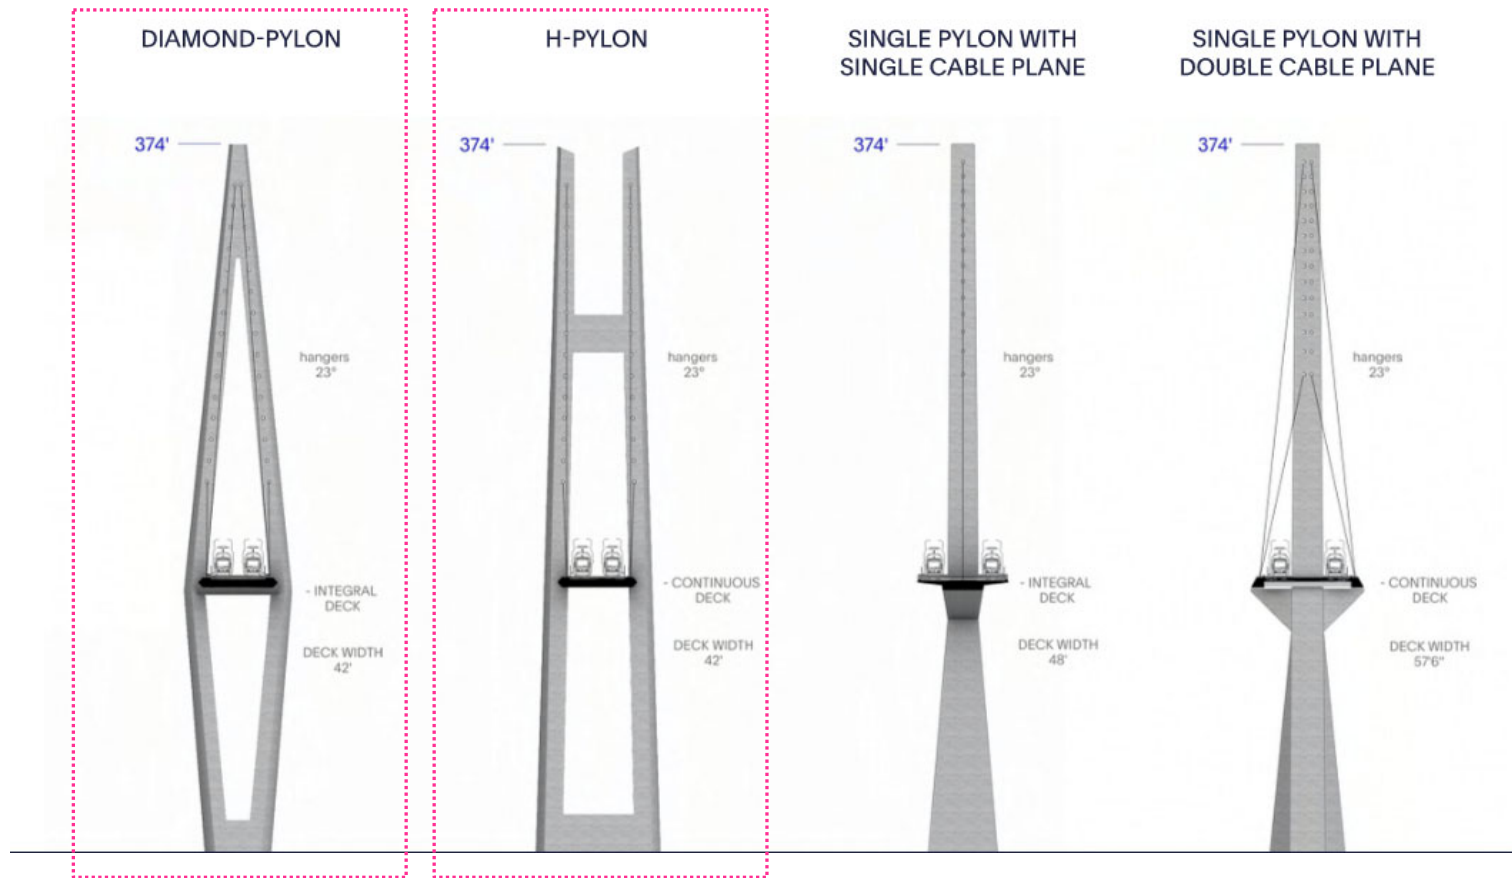 DIAMOND-PYLON
374'
hangers
23°
- INTEGRAL
DECK
DECK WIDTH
42'
H-PYLON
374'
hangers
23°
- CONTINUOUS
DECK
DECK WIDTH
42'
SINGLE PYLON WITH
SINGLE CABLE PLANE
374'
hangers
23°
- INTEGRAL
DECK
DECK WIDTH
48'
SINGLE PYLON WITH
DOUBLE CABLE PLANE
374'
hangers
23°
- CONTINUOUS
DECK
DECK WIDTH
57'6"